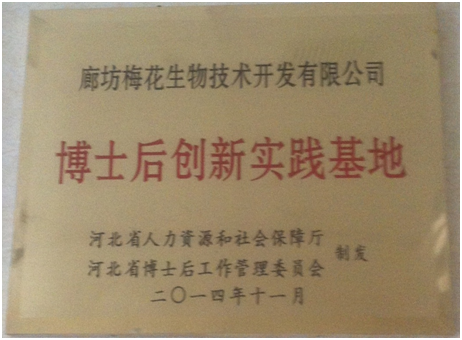 廊坊梅花生物技术开发有限公司
博士后创新实践基地
河北省人力资源和社会保障厅
河北省博士后工作管理委员会
制发
二〇一四年十一月